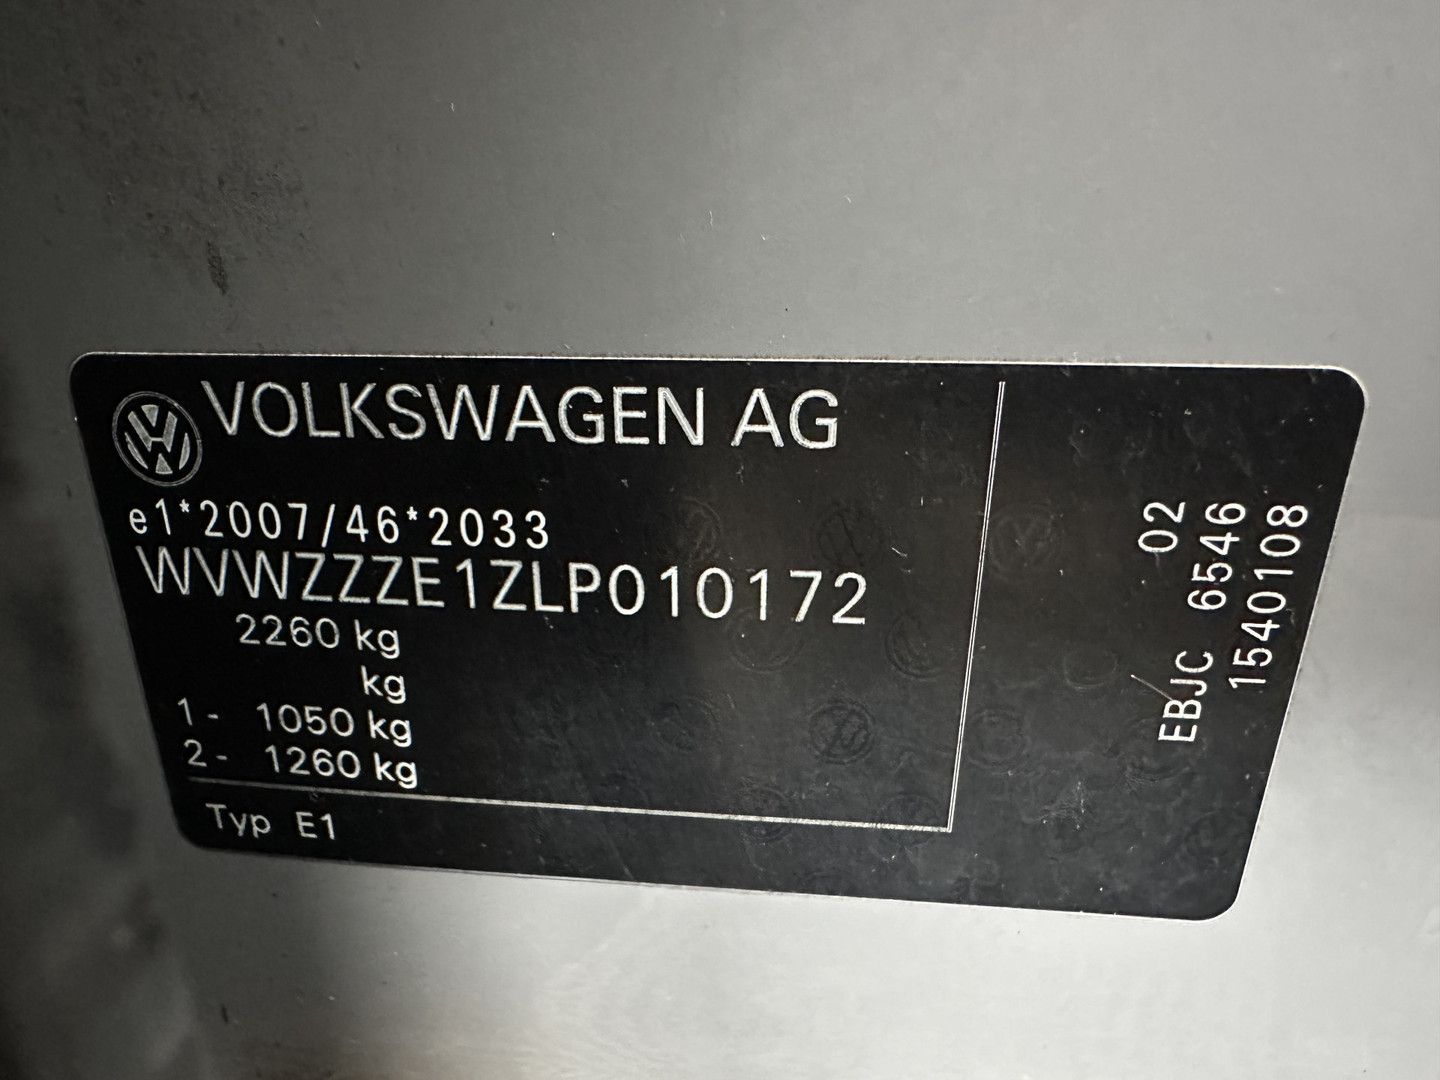 VOLKSWAGEN AG
e1*2007/46*2033
WVWZZZE1ZLP010172
2260 kg
kg
1- 1050 kg
2- 1260 kg
Typ E1
02
EBJC 6546
1540108